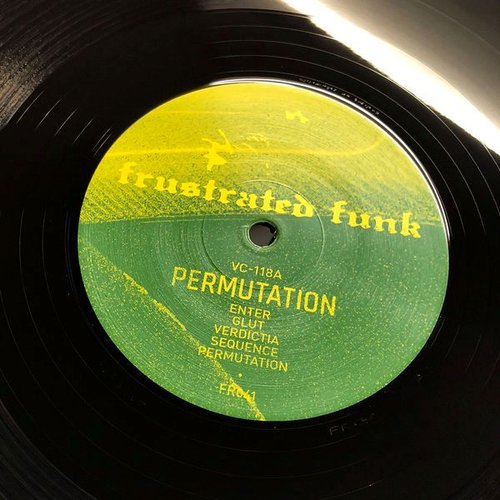 frustrated funk
VC-118A
PERMUTATION
ENTER
GLUT
VERDICTIA
SEQUENCE
PERMUTATION
FR041